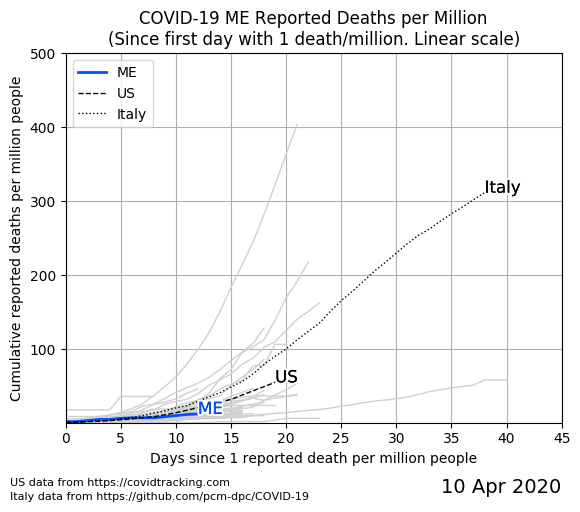 COVID-19 ME Reported Deaths per Million
(Since first day with 1 death/million. Linear scale)
500
400
300
200
100
ME
US
Italy
Italy
US
ME
Cumulative reported deaths per million people
0
5
10
15
20
25
30
35
40
45
Days since 1 reported death per million people
US data from https://covidtracking.com
Italy data from https://github.com/pcm-dpc/COVID-19
10 Apr 2020